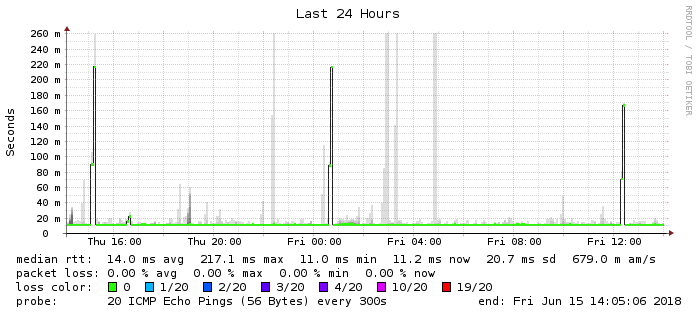 Last 24 Hours
RRDTOOL / TOBI OETIKER
Seconds
260 m
240 m
220 m
200 m
180 m
160 m
140 m
120 m
100 m
80 m
60 m
40 m
20 m
0
Thu 16:00 Thu 20:00 Fri 00:00 Fri 04:00 Fri 08:00 Fri 12:00
median rtt: 14.0 ms avg 217.1 ms max 11.0 ms min 11.2 ms now 20.7 ms sd 679.0 m am/s
packet loss: 0.00 % avg 0.00 % max 0.00 % min 0.00 % now
loss color: 0 1/20 2/20 3/20 4/20 10/20 19/20
probe: 20 ICMP Echo Pings (56 Bytes) every 300s end: Fri Jun 15 14:05:06 2018